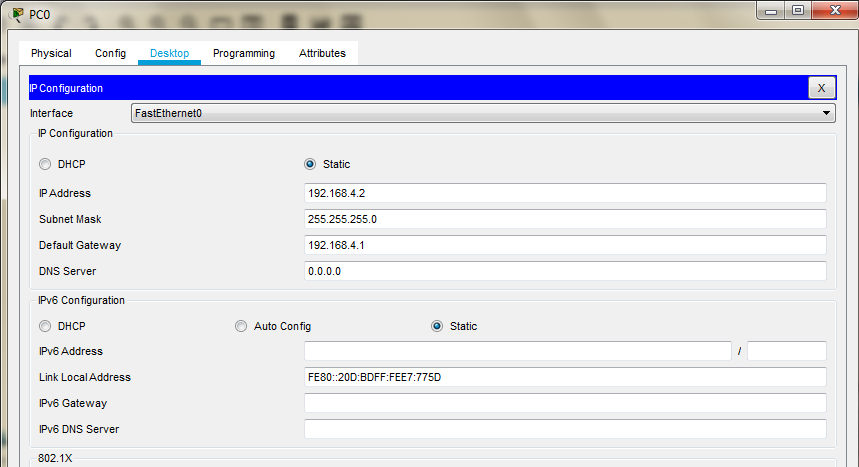 PC0
Physical Config Desktop Programming Attributes
IP Configuration X
Interface FastEthernet0
IP Configuration
DHCP Static
IP Address 192.168.4.2
Subnet Mask 255.255.255.0
Default Gateway 192.168.4.1
DNS Server 0.0.0.0
IPv6 Configuration
DHCP Auto Config Static
IPv6 Address /
Link Local Address FE80::20D:BDFF:FEE7:775D
IPv6 Gateway
IPv6 DNS Server
802.1X